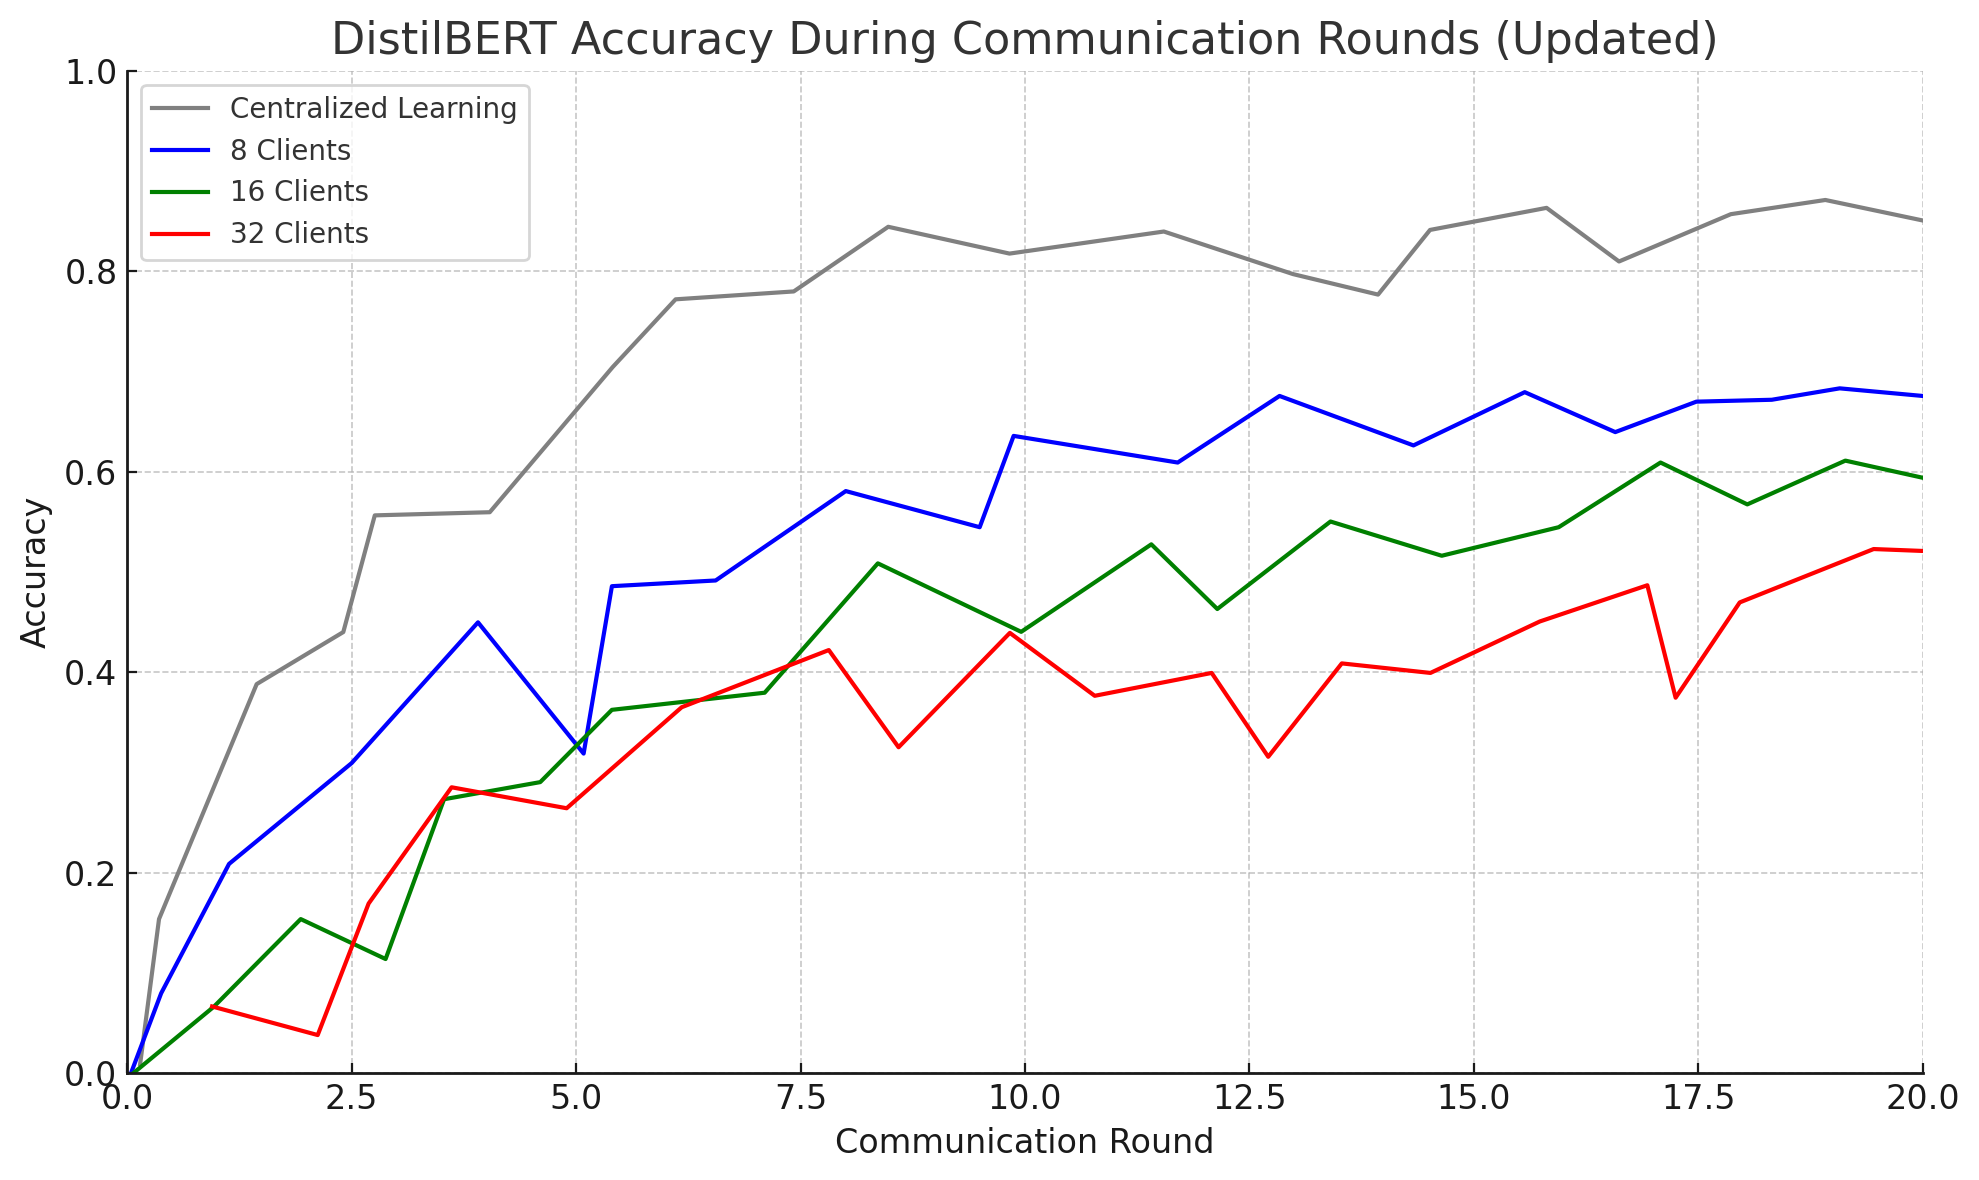 DistilBERT Accuracy During Communication Rounds (Updated)
1.0
0.8
0.6
0.4
0.2
0.0
Accuracy
Centralized Learning
8 Clients
16 Clients
32 Clients
0.0 2.5 5.0 7.5 10.0 12.5 15.0 17.5 20.0
Communication Round